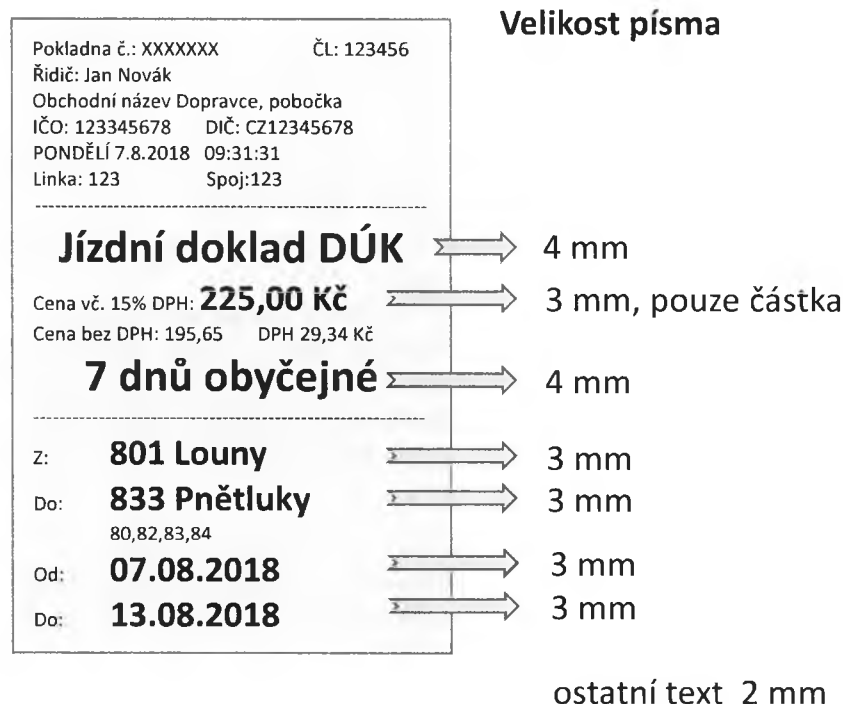 Velikost písma
Pokladna č.: XXXXXXX ČL: 123456
Řidič: Jan Novák
Obchodní název Dopravce, pobočka
IČO: 123345678 DIČ: CZ12345678
PONDĚLÍ 7.8.2018 09:31:31
Linka: 123 Spoj:123
Jízdní doklad DÚK 4 mm
Cena vč. 15% DPH: 225,00 Kč 3 mm, pouze částka
Cena bez DPH: 195,65 DPH 29,34 Kč
7 dnů obyčejné 4 mm
Z: 801 Louny 3 mm
Do: 833 Pnětluky 3 mm
80,82,83,84
Od: 07.08.2018 3 mm
Do: 13.08.2018 3 mm
ostatní text 2 mm